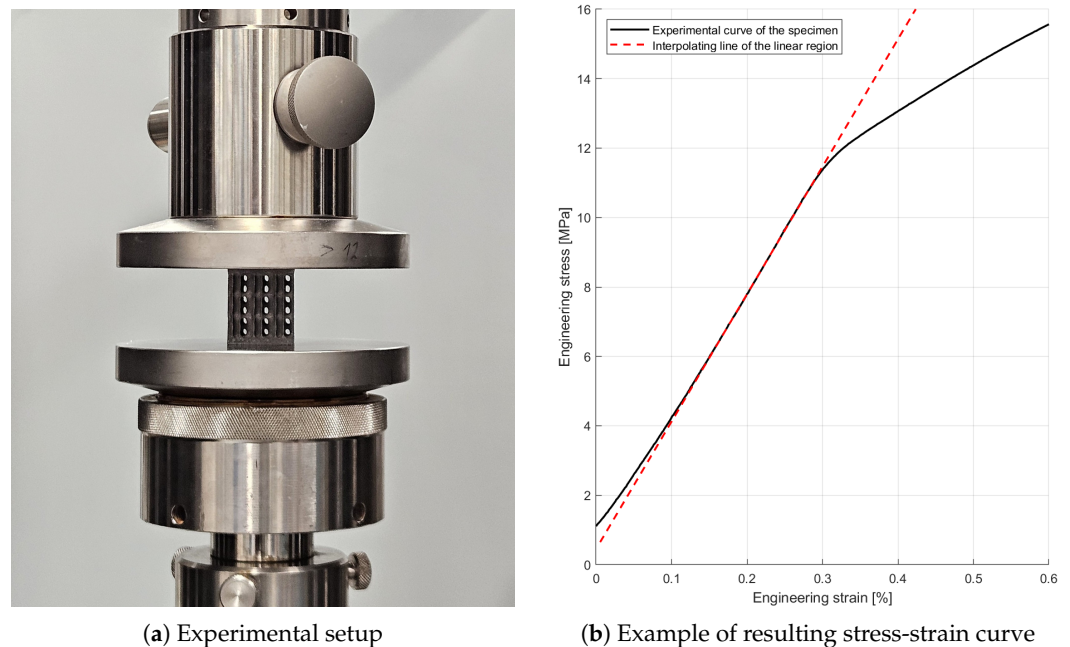 > 12
16
14
12
10
8
6
4
2
0
Engineering stress [MPa]
Experimental curve of the specimen
Interpolating line of the linear region
0 0.1 0.2 0.3 0.4 0.5 0.6
Engineering strain [%]
(a) Experimental setup
(b) Example of resulting stress-strain curve